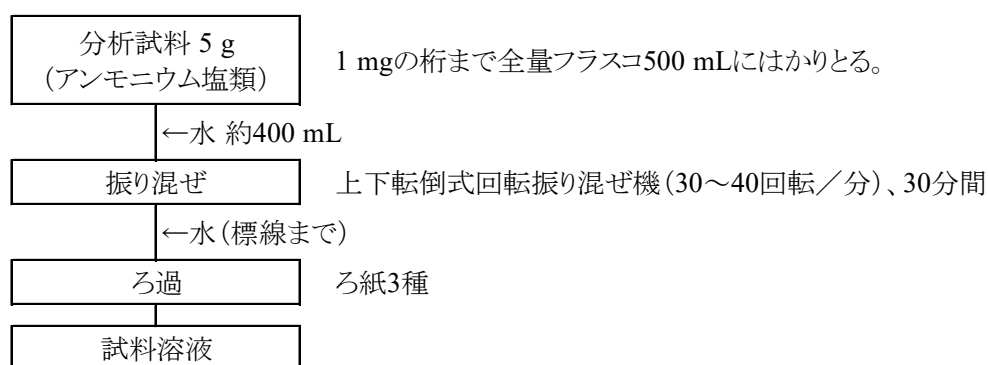 分析試料 5 g
(アンモニウム塩類)
1 mgの桁まで全量フラスコ500 mLにはかりとる。
←水 約400 mL
振り混ぜ
上下転倒式回転振り混ぜ機(30~40回転/分)、30分間
←水(標線まで)
ろ過
ろ紙3種
試料溶液